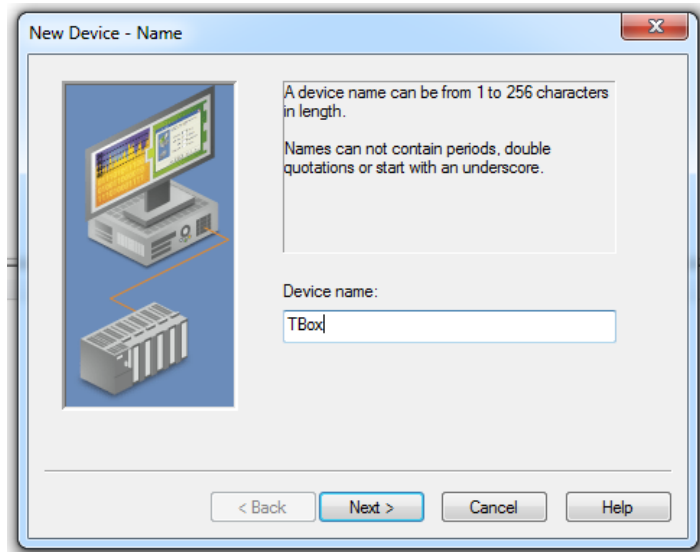 New Device - Name
A device name can be from 1 to 256 characters
in length.
Names can not contain periods, double
quotations or start with an underscore.
Device name:
TBox
< Back
Next >
Cancel
Help